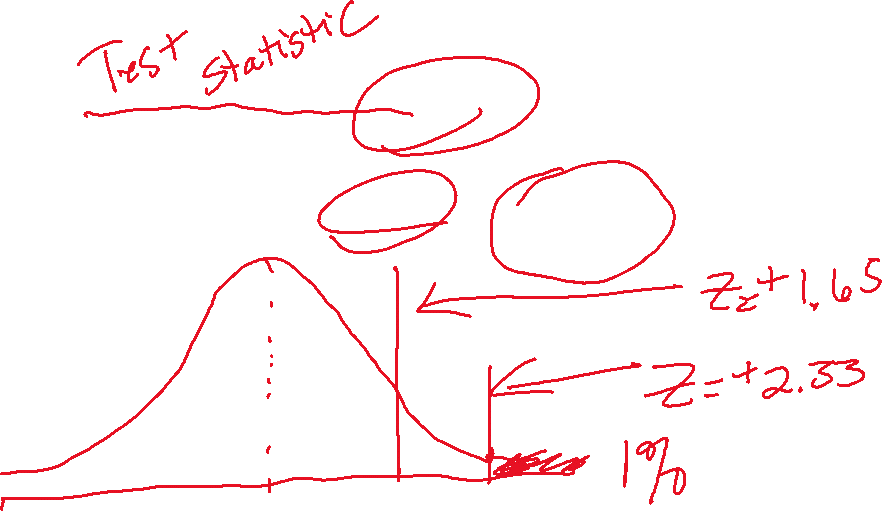 Test statistic
Z=+1.65
Z=+2.33
1%